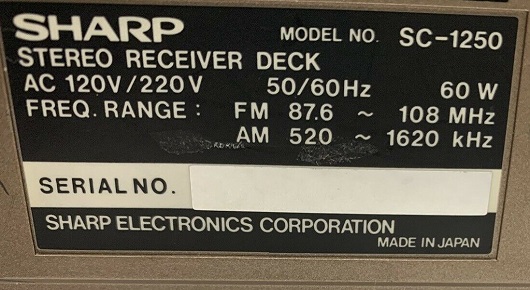 SHARP MODEL NO. SC-1250
STEREO RECEIVER DECK
AC 120V/220V 50/60Hz 60 W
FREQ. RANGE : FM 87.6 ~ 108 MHz
AM 520 ~ 1620 kHz
SERIAL NO.
SHARP ELECTRONICS CORPORATION
MADE IN JAPAN